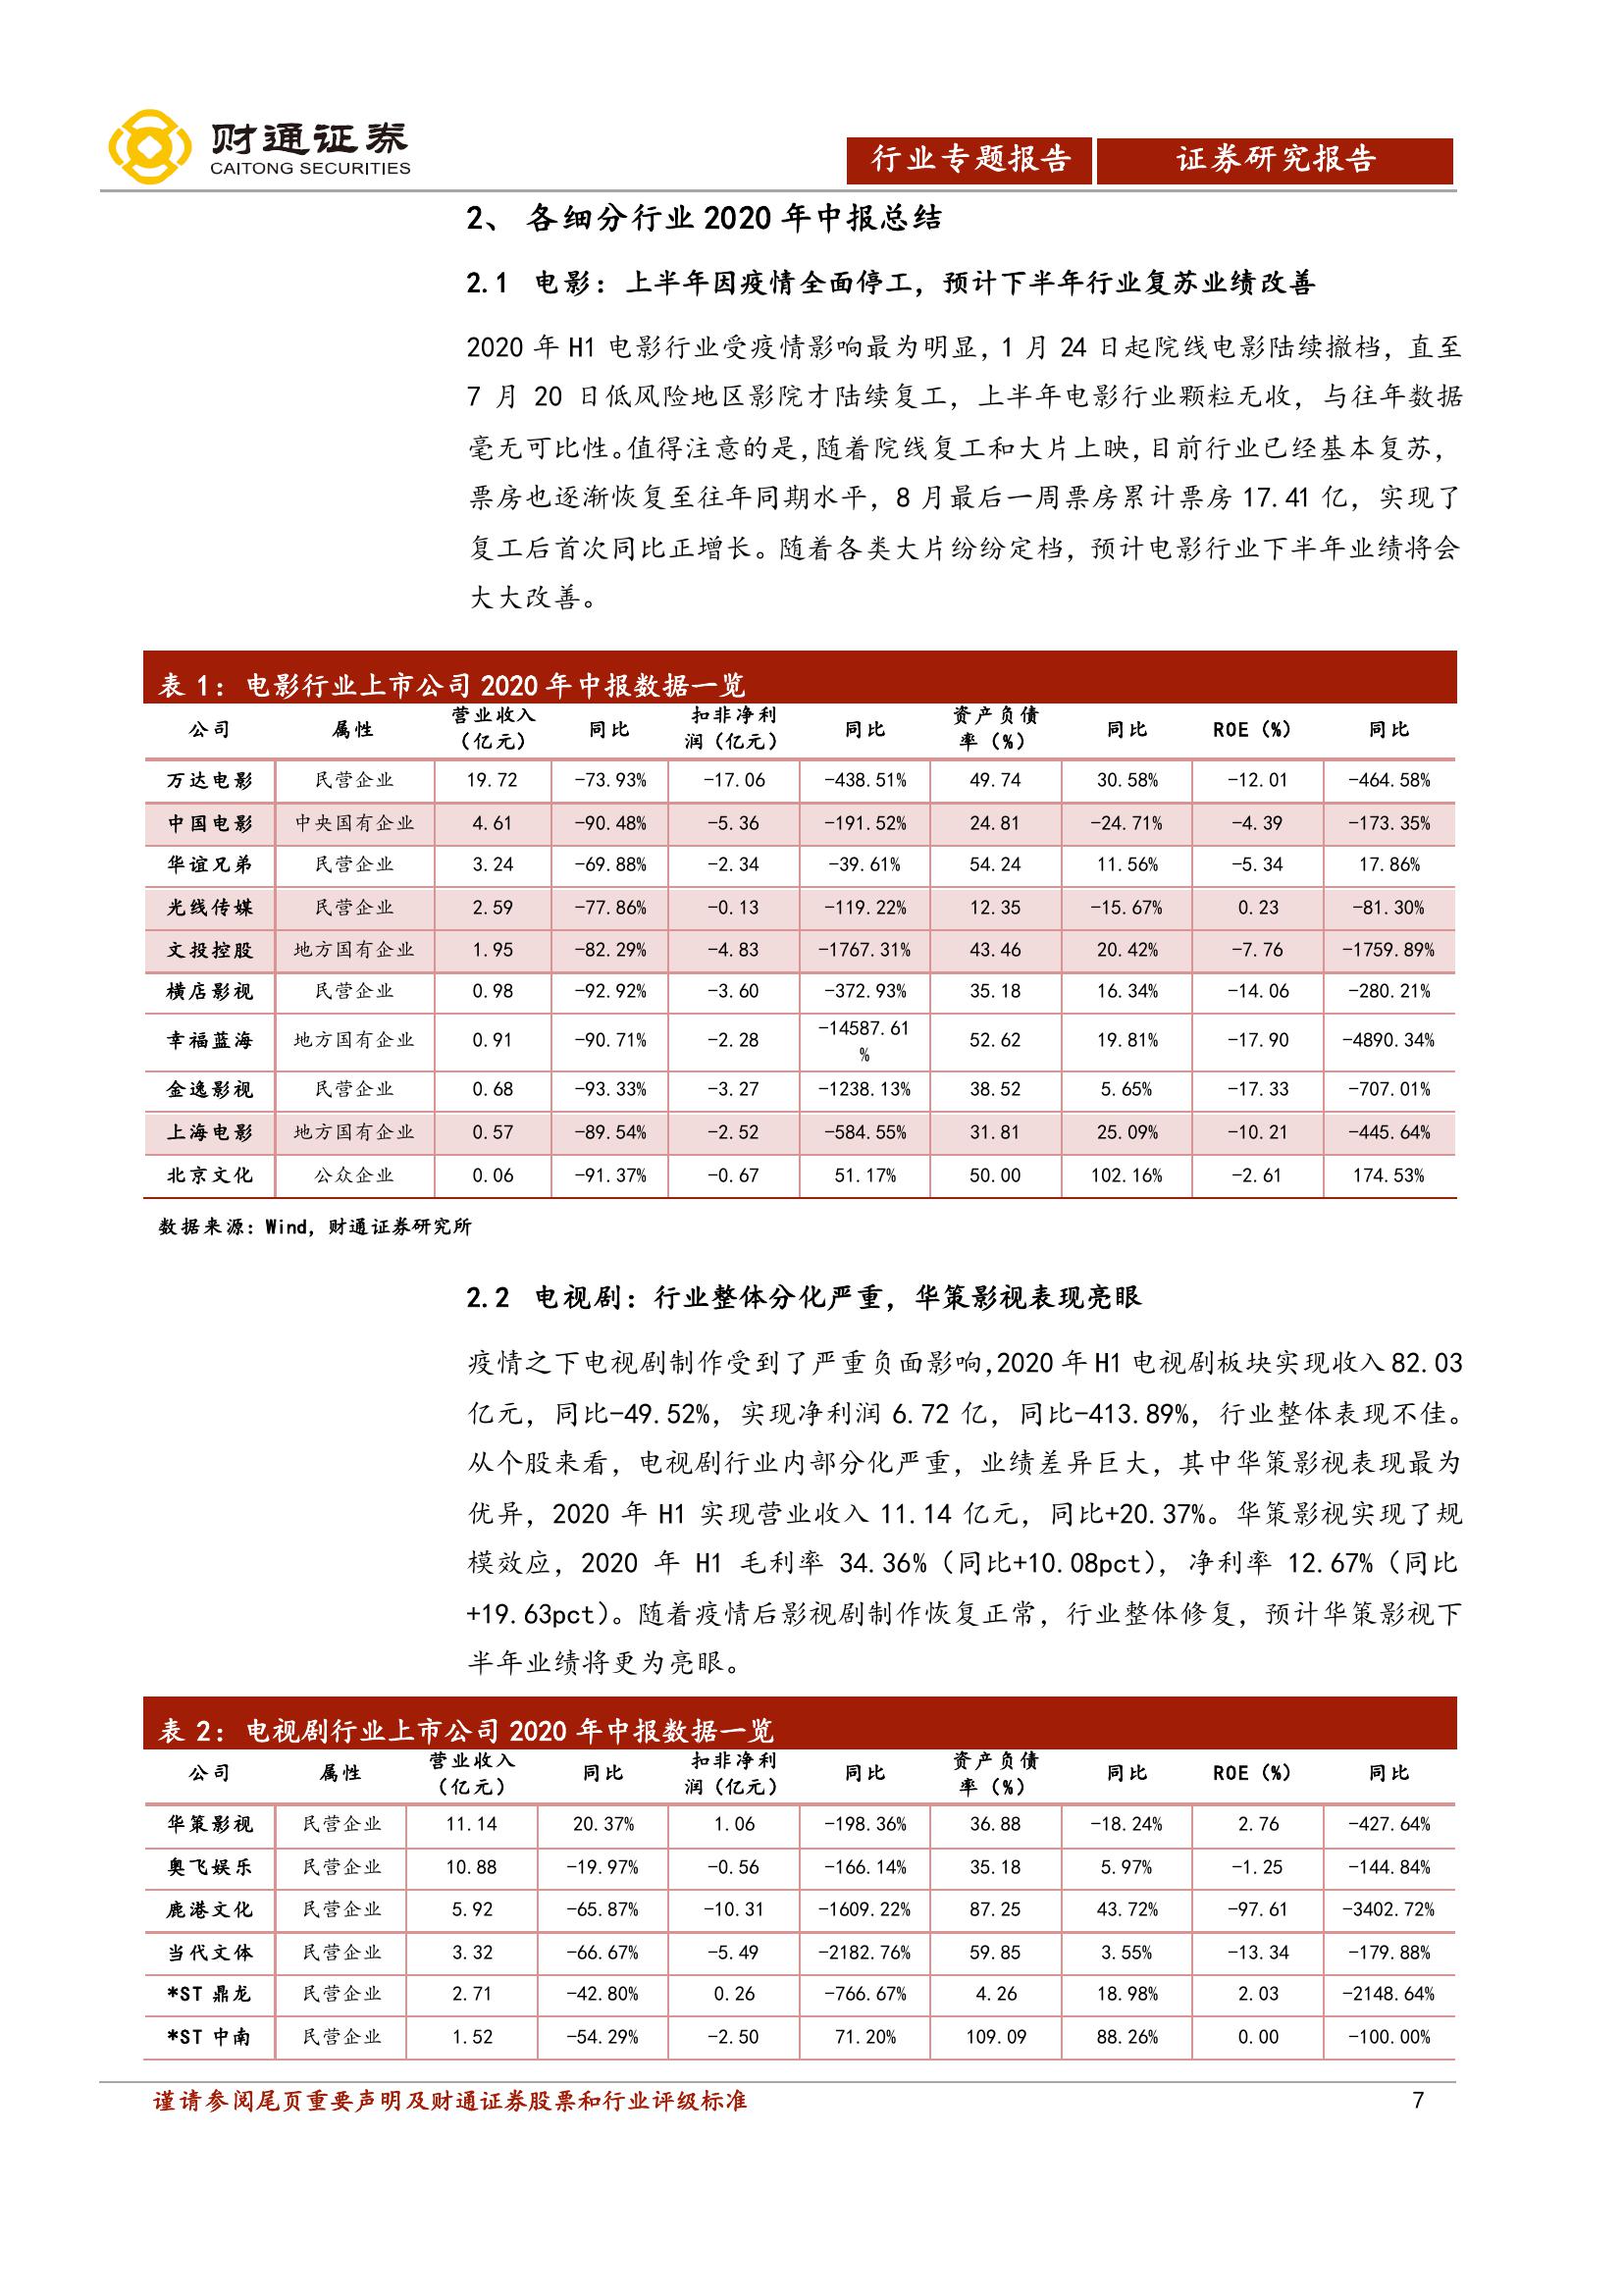 财通证券
CAITONG SECURITIES
行业专题报告 证券研究报告
2、 各细分行业 2020 年中报总结
2.1 电影：上半年因疫情全面停工，预计下半年行业复苏业绩改善
2020 年 H1 电影行业受疫情影响最为明显，1 月 24 日起院线电影陆续撤档，直至
7 月 20 日低风险地区影院才陆续复工，上半年电影行业颗粒无收，与往年数据
毫无可比性。值得注意的是，随着院线复工和大片上映，目前行业已经基本复苏，
票房也逐渐恢复至往年同期水平，8 月最后一周票房累计票房 17.41 亿，实现了
复工后首次同比正增长。随着各类大片纷纷定档，预计电影行业下半年业绩将会
大大改善。
表 1：电影行业上市公司 2020 年中报数据一览
公司 属性 营业收入（亿元） 同比 扣非净利润（亿元） 同比 资产负债率（%） 同比 ROE（%） 同比
万达电影 民营企业 19.72 -73.93% -17.06 -438.51% 49.74 30.58% -12.01 -464.58%
中国电影 中央国有企业 4.61 -90.48% -5.36 -191.52% 24.81 -24.71% -4.39 -173.35%
华谊兄弟 民营企业 3.24 -69.88% -2.34 -39.61% 54.24 11.56% -5.34 17.86%
光线传媒 民营企业 2.59 -77.86% -0.13 -119.22% 12.35 -15.67% 0.23 -81.30%
文投控股 地方国有企业 1.95 -82.29% -4.83 -1767.31% 43.46 20.42% -7.76 -1759.89%
横店影视 民营企业 0.98 -92.92% -3.60 -372.93% 35.18 16.34% -14.06 -280.21%
幸福蓝海 地方国有企业 0.91 -90.71% -2.28 -14587.61% 52.62 19.81% -17.90 -4890.34%
金逸影视 民营企业 0.68 -93.33% -3.27 -1238.13% 38.52 5.65% -17.33 -707.01%
上海电影 地方国有企业 0.57 -89.54% -2.52 -584.55% 31.81 25.09% -10.21 -445.64%
北京文化 公众企业 0.06 -91.37% -0.67 51.17% 50.00 102.16% -2.61 174.53%
数据来源：Wind，财通证券研究所
2.2 电视剧：行业整体分化严重，华策影视表现亮眼
疫情之下电视剧制作受到了严重负面影响，2020 年 H1 电视剧板块实现收入 82.03
亿元，同比-49.52%，实现净利润 6.72 亿，同比-413.89%，行业整体表现不佳。
从个股来看，电视剧行业内部分化严重，业绩差异巨大，其中华策影视表现最为
优异，2020 年 H1 实现营业收入 11.14 亿元，同比+20.37%。华策影视实现了规
模效应，2020 年 H1 毛利率 34.36%（同比+10.08pct），净利率 12.67%（同比
+19.63pct）。随着疫情后影视剧制作恢复正常，行业整体修复，预计华策影视下
半年业绩将更为亮眼。
表 2：电视剧行业上市公司 2020 年中报数据一览
公司 属性 营业收入（亿元） 同比 扣非净利润（亿元） 同比 资产负债率（%） 同比 ROE（%） 同比
华策影视 民营企业 11.14 20.37% 1.06 -198.36% 36.88 -18.24% 2.76 -427.64%
奥飞娱乐 民营企业 10.88 -19.97% -0.56 -166.14% 35.18 5.97% -1.25 -144.84%
鹿港文化 民营企业 5.92 -65.87% -10.31 -1609.22% 87.25 43.72% -97.61 -3402.72%
当代文体 民营企业 3.32 -66.67% -5.49 -2182.76% 59.85 3.55% -13.34 -179.88%
*ST 鼎龙 民营企业 2.71 -42.80% 0.26 -766.67% 4.26 18.98% 2.03 -2148.64%
*ST 中南 民营企业 1.52 -54.29% -2.50 71.20% 109.09 88.26% 0.00 -100.00%
谨请参阅尾页重要声明及财通证券股票和行业评级标准 7